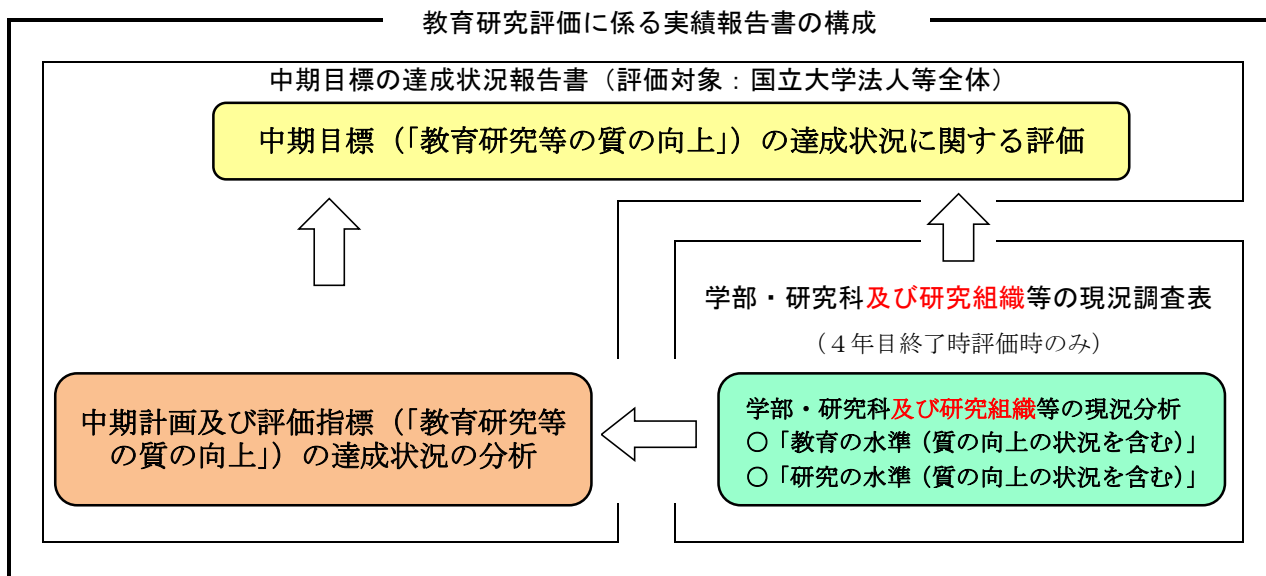 教育研究評価に係る実績報告書の構成
中期目標の達成状況報告書（評価対象：国立大学法人等全体）
中期目標（「教育研究等の質の向上」）の達成状況に関する評価
学部・研究科及び研究組織等の現況調査表
（４年目終了時評価時のみ）
中期計画及び評価指標（「教育研究等
の質の向上」）の達成状況の分析
学部・研究科及び研究組織等の現況分析
○「教育の水準（質の向上の状況を含む）」
○「研究の水準（質の向上の状況を含む）」